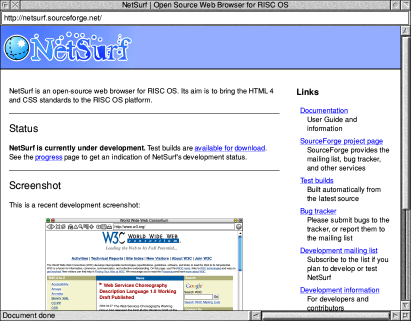 NetSurf | Open Source Web Browser for RISC OS
http://netsurf.sourceforge.net/
NetSurf
NetSurf is an open-source web browser for RISC OS. Its aim is to bring the HTML 4
and CSS standards to the RISC OS platform.
Status
NetSurf is currently under development. Test builds are available for download.
See the progress page to get an indication of NetSurf's development status.
Screenshot
This is a recent development screenshot:
World Wide Web Consortium
http://www.w3.org/
W3C WORLD WIDE WEB
consortium
Leading the Web to Its Full Potential...
Activities | Technical Reports | Site Index | New Visitors | About W3C | Join W3C
Web Services Choreography
Description Language 1.0 Working
Draft Published
Google
Links
Documentation
User Guide and
information
SourceForge project page
SourceForge provides the
mailing list, bug tracker,
and other services
Test builds
Built automatically from
the latest source
Bug tracker
Please submit bugs to the
tracker, or report them to
the mailing list
Development mailing list
Subscribe to the list if you
plan to develop or test
NetSurf
Development information
For developers and
contributors
Document done